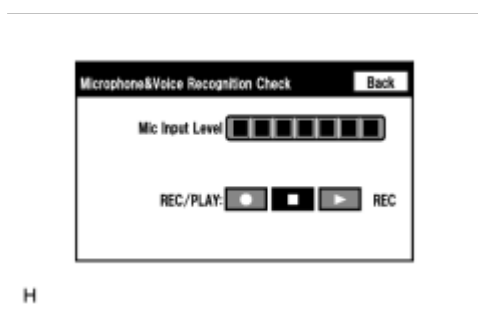 Microphone&Voice Recognition Check Back
Mic Input Level
REC/PLAY: REC
H